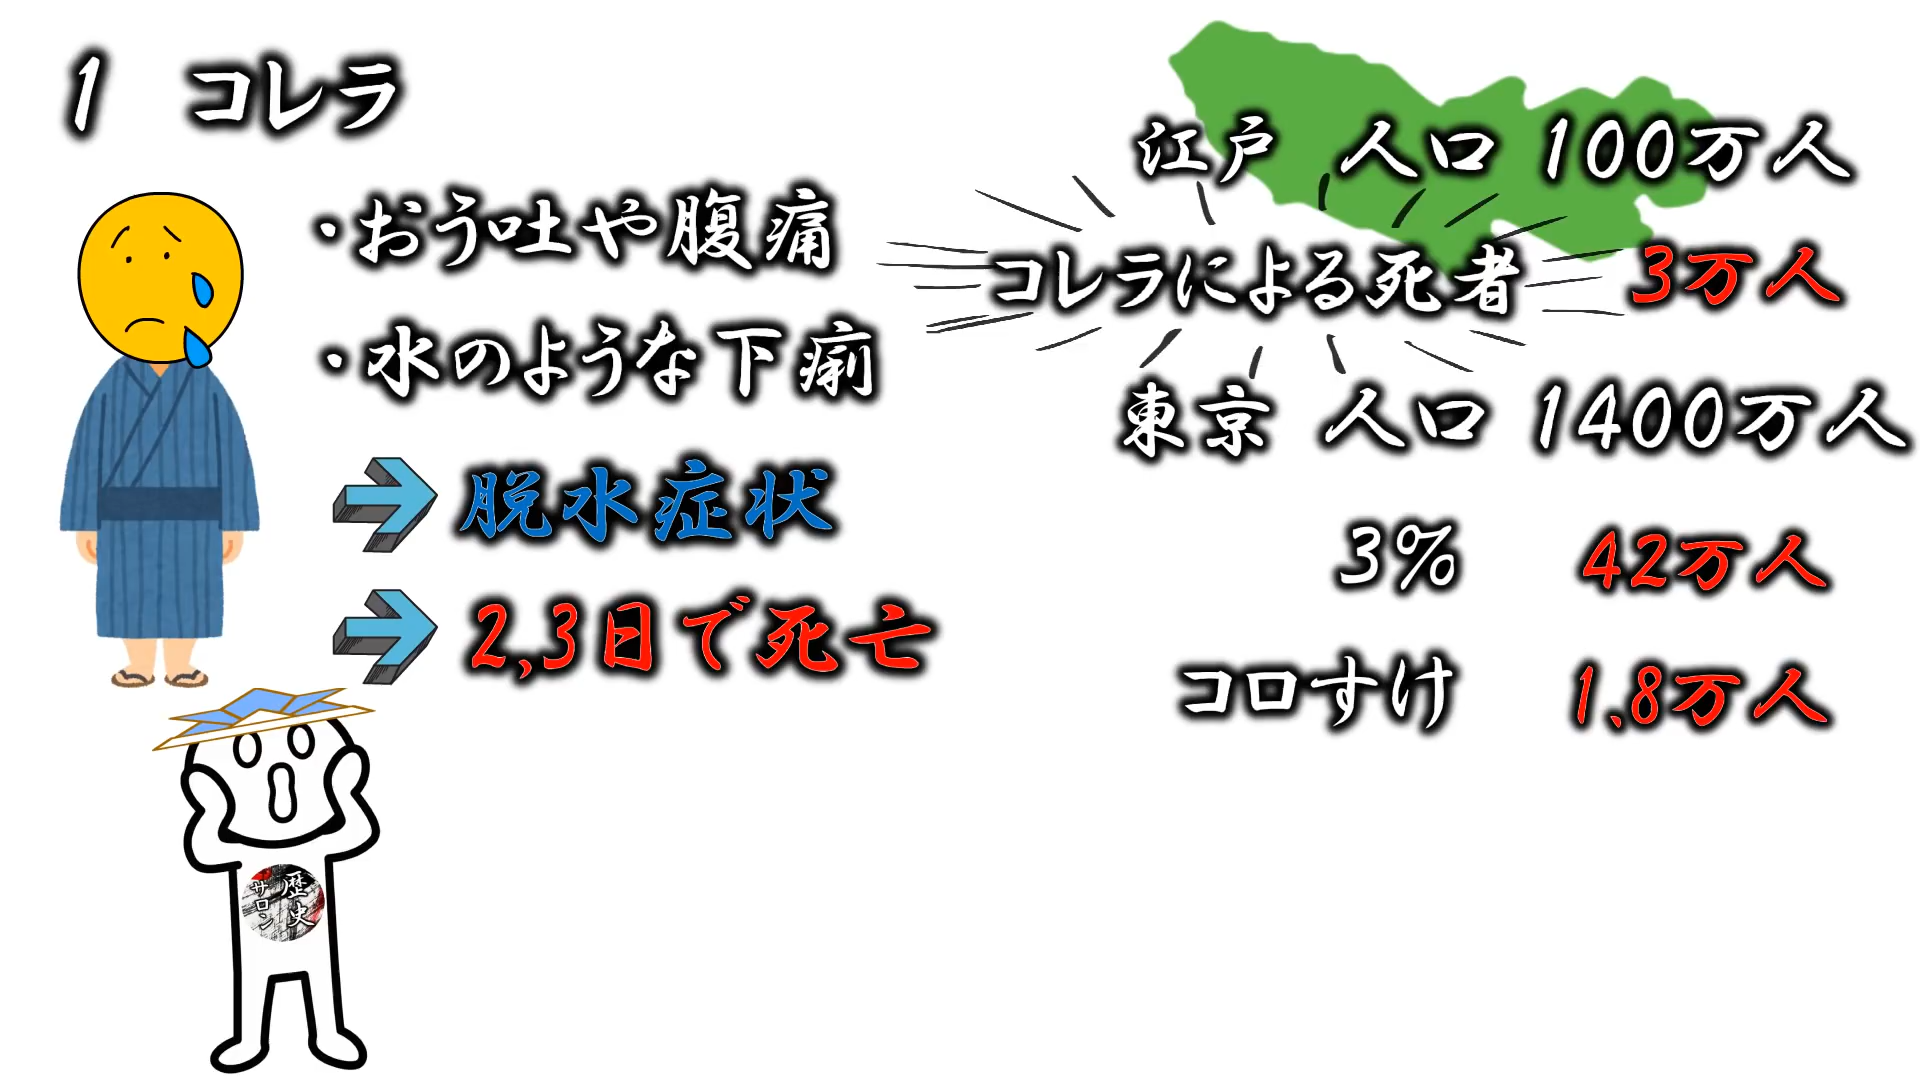 1 コレラ
・おう吐や腹痛
・水のような下痢
脱水症状
2,3日で死亡
江戸 人口 100万人
コレラによる死者 3万人
東京 人口 1400万人
3% 42万人
コロすけ 1.8万人
歴史
サロン